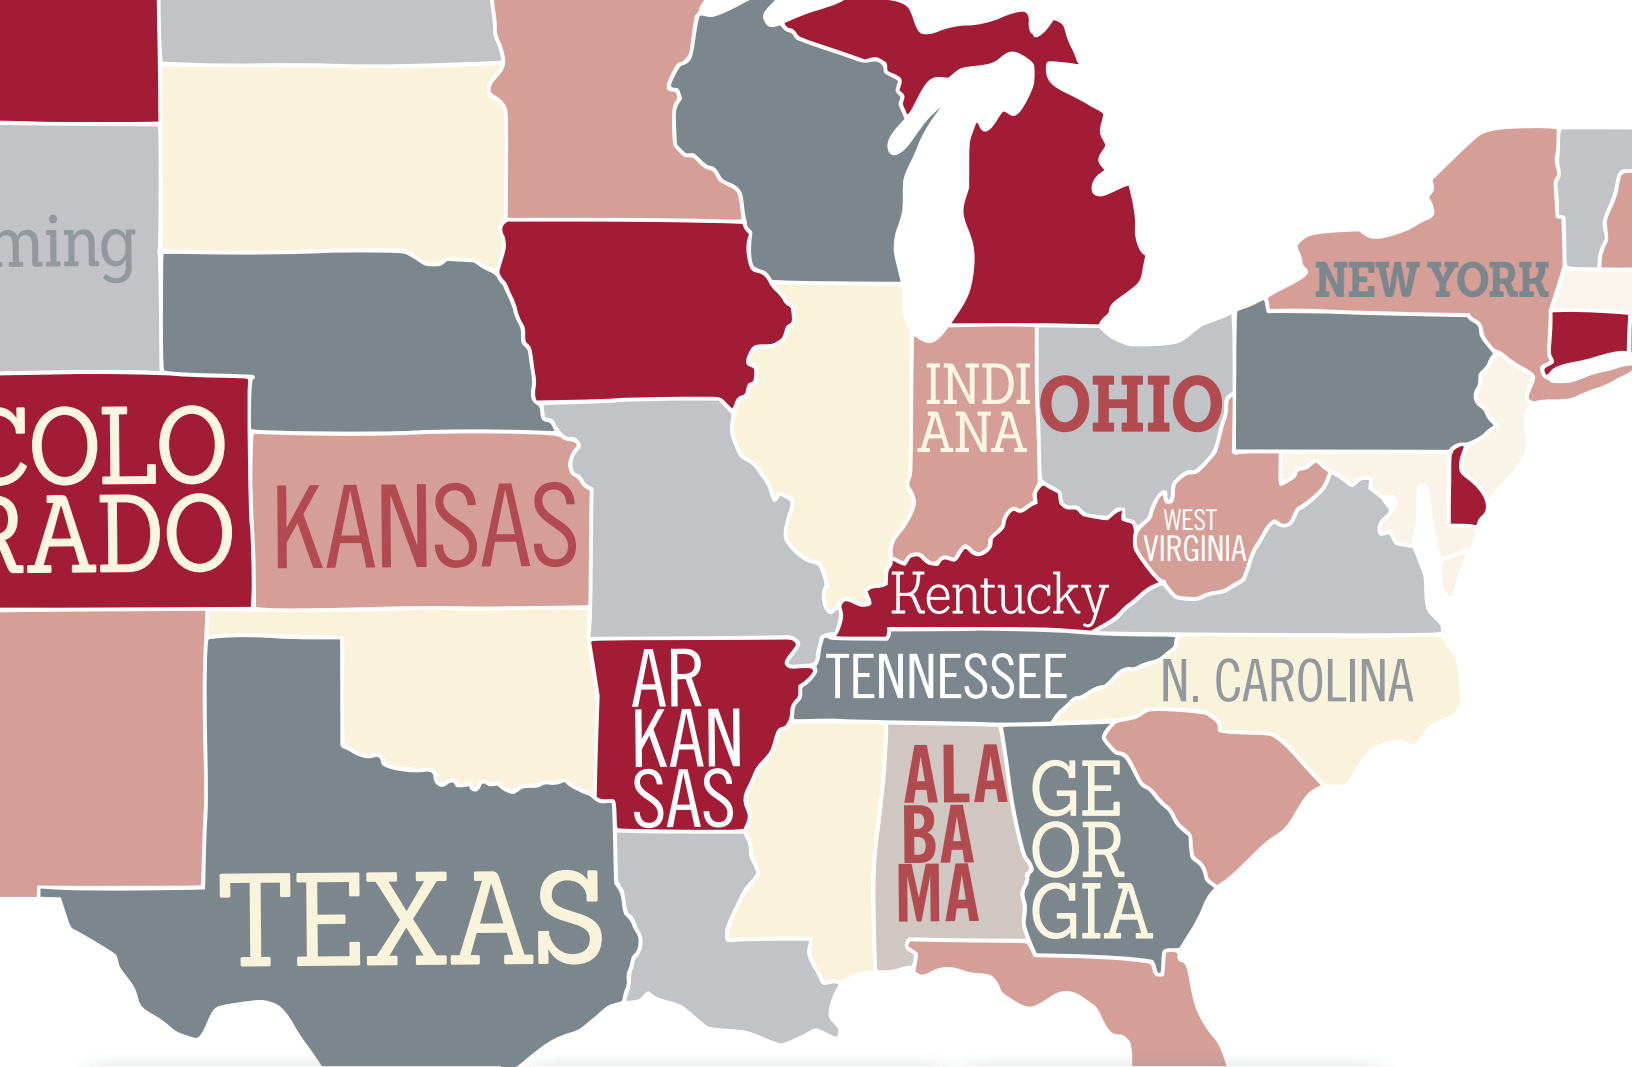 ming
NEW YORK
INDI
ANA
OHIO
COLO
RADO
KANSAS
WEST
VIRGINIA
Kentucky
TENNESSEE
N. CAROLINA
AR
KAN
SAS
ALA
BA
MA
GE
OR
GIA
TEXAS